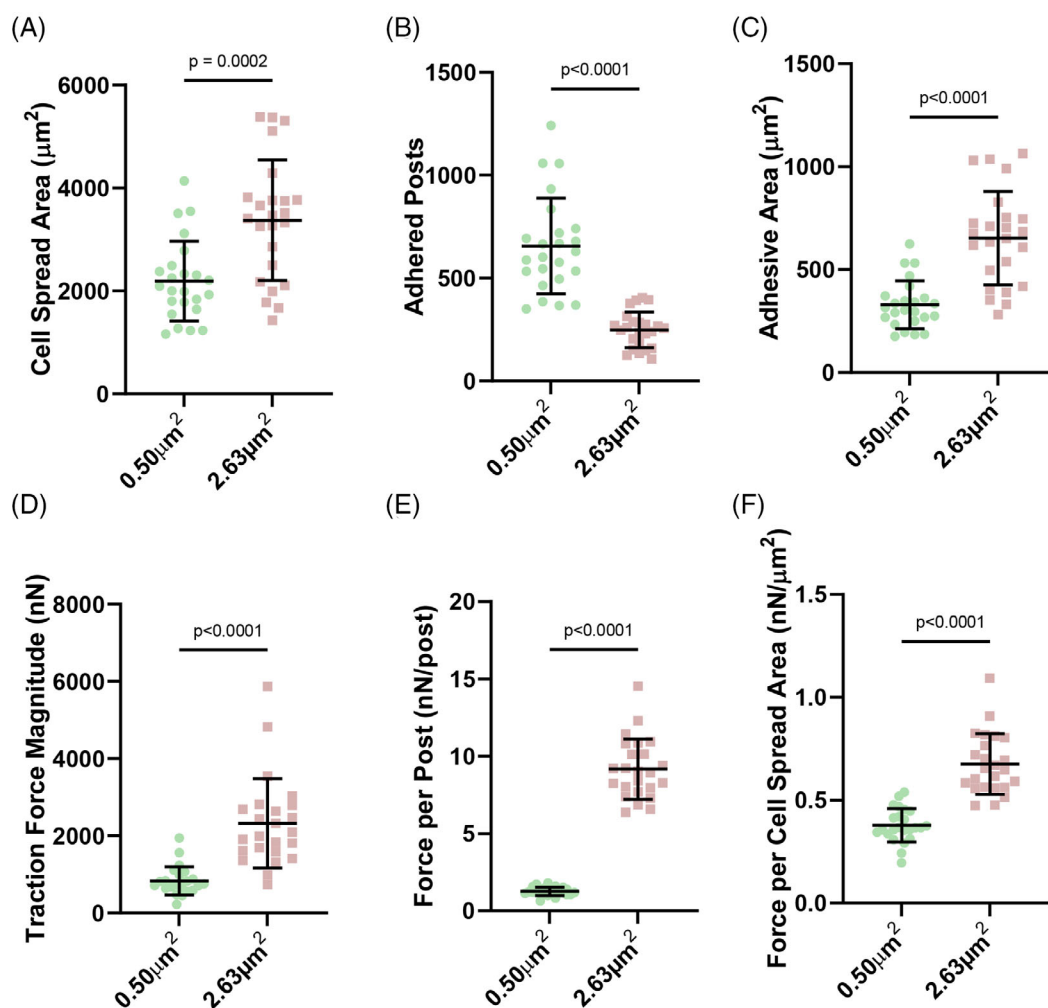 (A)
Cell Spread Area (μm²)
p = 0.0002
6000
4000
2000
0
0.50μm²
2.63μm²
(B)
Adhered Posts
p<0.0001
1500
1000
500
0
0.50μm²
2.63μm²
(C)
Adhesive Area (μm²)
p<0.0001
1500
1000
500
0
0.50μm²
2.63μm²
(D)
Traction Force Magnitude (nN)
p<0.0001
8000
6000
4000
2000
0
0.50μm²
2.63μm²
(E)
Force per Post (nN/post)
p<0.0001
20
15
10
5
0
0.50μm²
2.63μm²
(F)
Force per Cell Spread Area (nN/μm²)
p<0.0001
1.5
1.0
0.5
0.0
0.50μm²
2.63μm²